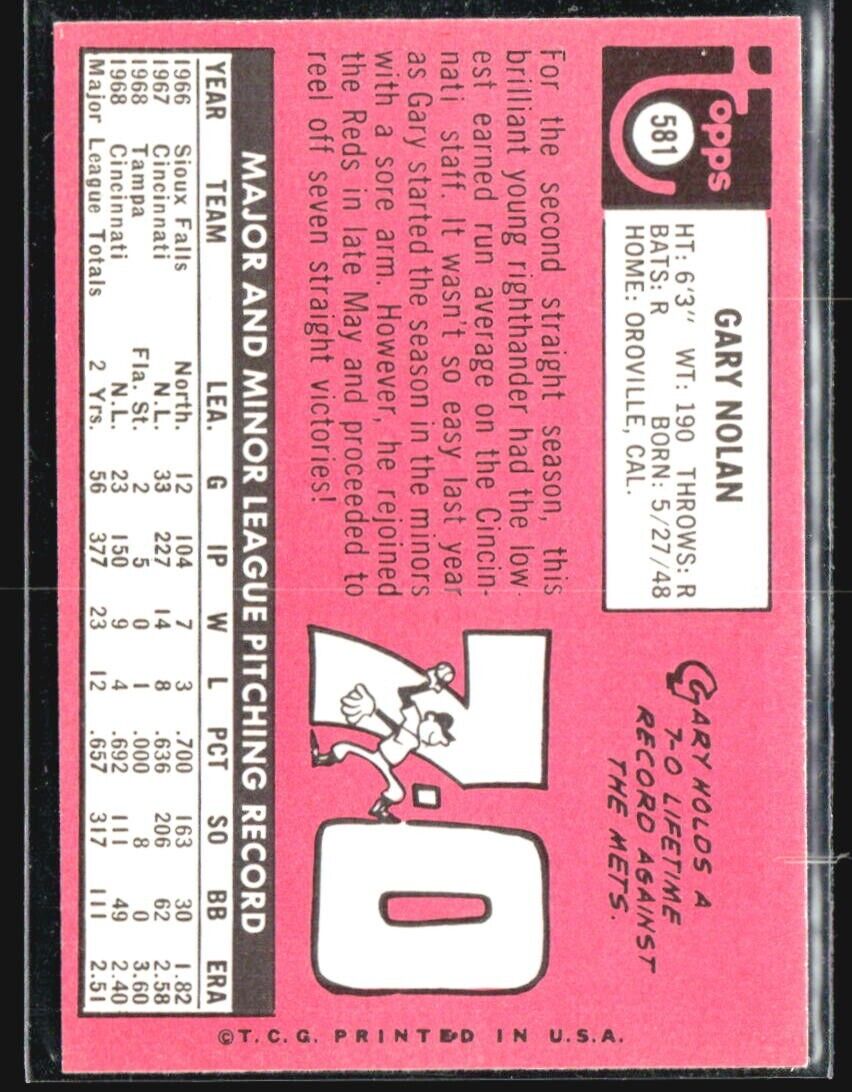 Topps
581
GARY NOLAN
HT: 6'3" WT: 190 THROWS: R
BATS: R BORN: 5/27/48
HOME: OROVILLE, CAL.
GARY HOLDS A
7-0 LIFETIME
RECORD AGAINST
THE METS.
For the second straight season, this
brilliant young righthander had the low-
est earned run average on the Cincin-
nati staff. It wasn't so easy last year
as Gary started the season in the minors
with a sore arm. However, he rejoined
the Reds in late May and proceeded to
reel off seven straight victories!
7-0
MAJOR AND MINOR LEAGUE PITCHING RECORD
YEAR TEAM LEA. G IP W L PCT SO BB ERA
1966 Sioux Falls North. 12 104 7 3 .700 163 30 1.82
1967 Cincinnati N.L. 33 227 14 8 .636 206 62 2.58
1968 Tampa Fla. St. 2 5 0 1 .000 8 0 3.60
1968 Cincinnati N.L. 23 150 9 4 .692 111 49 2.40
Major League Totals 2 Yrs. 56 377 23 12 .657 317 111 2.51
©T.C.G. PRINTED IN U.S.A.